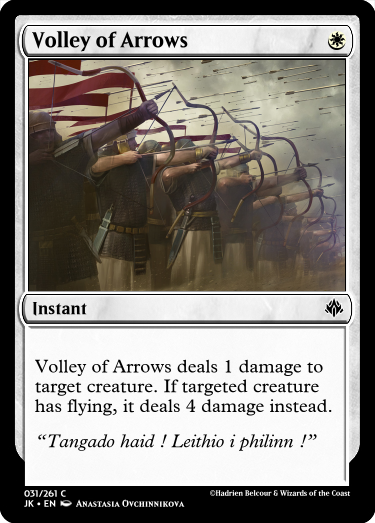 Volley of Arrows
Instant
Volley of Arrows deals 1 damage to
target creature. If targeted creature
has flying, it deals 4 damage instead.
“Tangado haid ! Leithio i philinn !”
031/261 C
JK • EN Anastasia Ovchinnikova
©Hadrien Belcour & Wizards of the Coast